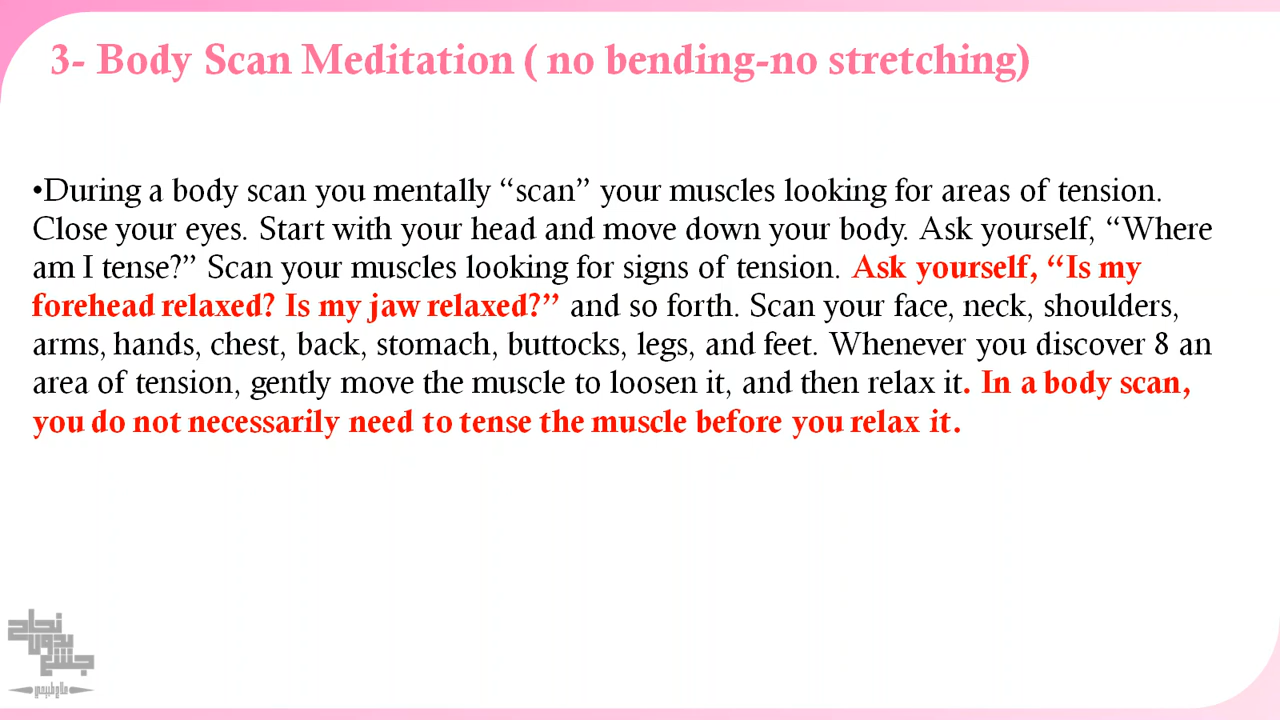 3- Body Scan Meditation ( no bending-no stretching)
•During a body scan you mentally “scan” your muscles looking for areas of tension.
Close your eyes. Start with your head and move down your body. Ask yourself, “Where
am I tense?” Scan your muscles looking for signs of tension. Ask yourself, “Is my
forehead relaxed? Is my jaw relaxed?” and so forth. Scan your face, neck, shoulders,
arms, hands, chest, back, stomach, buttocks, legs, and feet. Whenever you discover 8 an
area of tension, gently move the muscle to loosen it, and then relax it. In a body scan,
you do not necessarily need to tense the muscle before you relax it.
نجاح
بدون
جشع